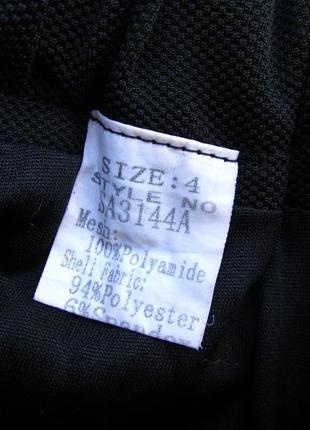 SIZE:4
STYLE NO
SA3144A
Mesh:
100%Polyamide
Shell Fabric:
94%Polyester
6%Spandex